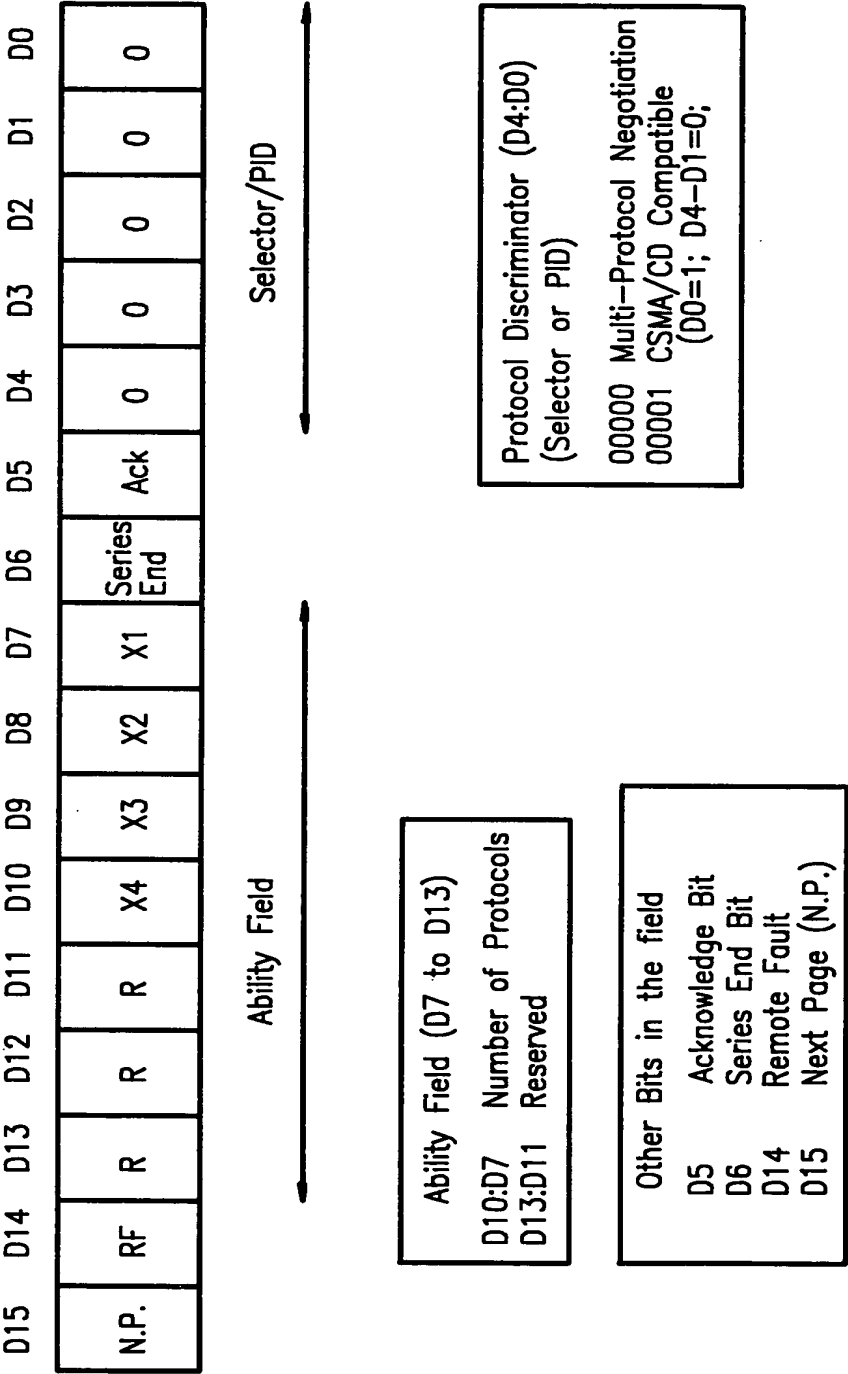 D15 D14 D13 D12 D11 D10 D9 D8 D7 D6 D5 D4 D3 D2 D1 D0
N.P. RF R R R X4 X3 X2 X1 Series End Ack 0 0 0 0 0
Ability Field
Selector/PID
Ability Field (D7 to D13)
D10:D7 Number of Protocols
D13:D11 Reserved
Other Bits in the field
D5 Acknowledge Bit
D6 Series End Bit
D14 Remote Fault
D15 Next Page (N.P.)
Protocol Discriminator (D4:D0)
(Selector or PID)
00000 Multi-Protocol Negotiation
00001 CSMA/CD Compatible
(D0=1; D4-D1=0;